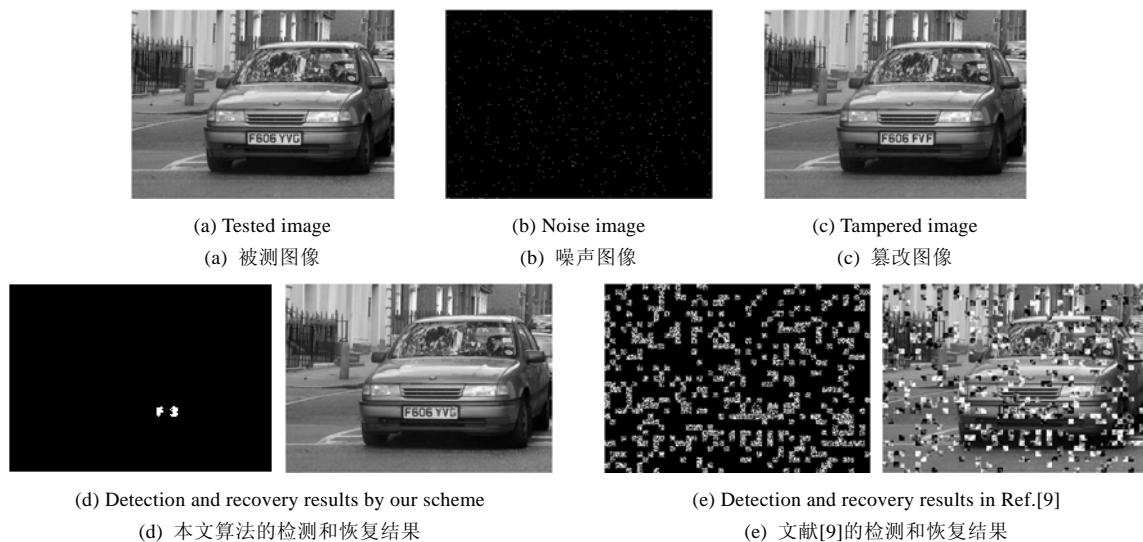 F606 YVG
F606 FVF
(a) Tested image
(b) Noise image
(c) Tampered image
(a) 被测图像
(b) 噪声图像
(c) 篡改图像
F606 YVG
(d) Detection and recovery results by our scheme
(e) Detection and recovery results in Ref.[9]
(d) 本文算法的检测和恢复结果
(e) 文献[9]的检测和恢复结果